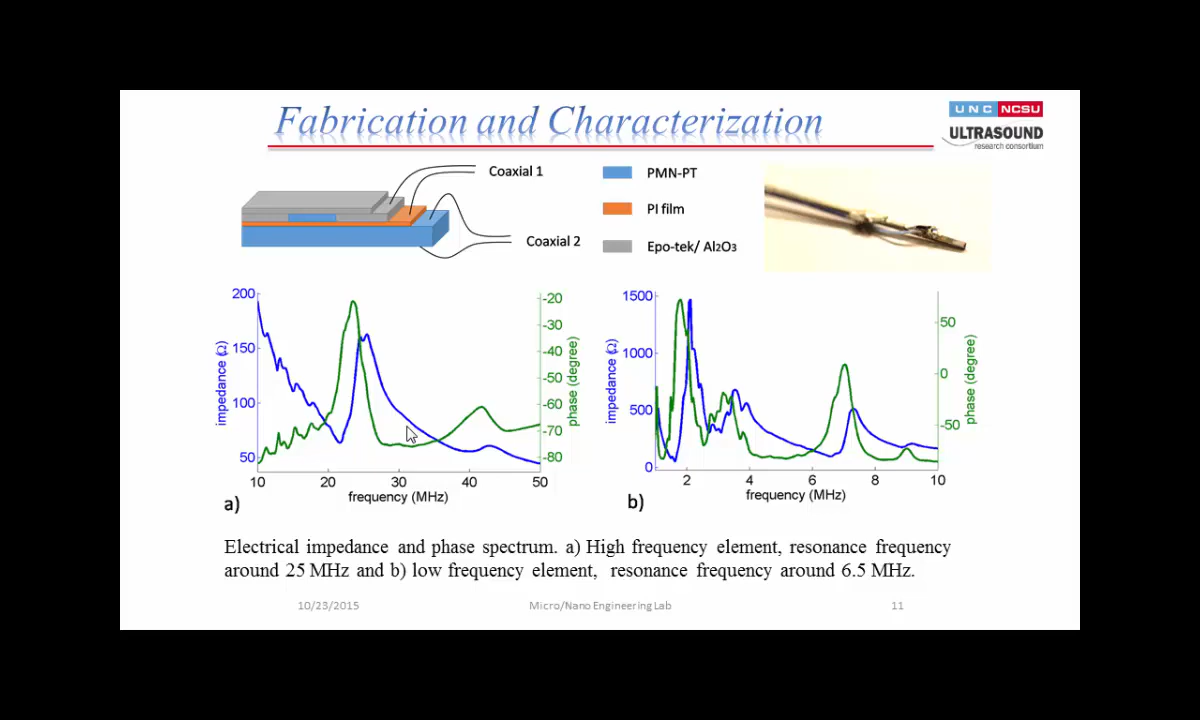 Fabrication and Characterization
UNC NCSU
ULTRASOUND
research consortium
Coaxial 1
Coaxial 2
PMN-PT
PI film
Epo-tek/ Al2O3
200
150
100
50
impedance (Ω)
10 20 30 40 50
frequency (MHz)
-20
-30
-40
-50
-60
-70
-80
phase (degree)
a)
1500
1000
500
0
impedance (Ω)
2 4 6 8 10
frequency (MHz)
50
0
-50
phase (degree)
b)
Electrical impedance and phase spectrum. a) High frequency element, resonance frequency
around 25 MHz and b) low frequency element, resonance frequency around 6.5 MHz.
10/23/2015 Micro/Nano Engineering Lab 11